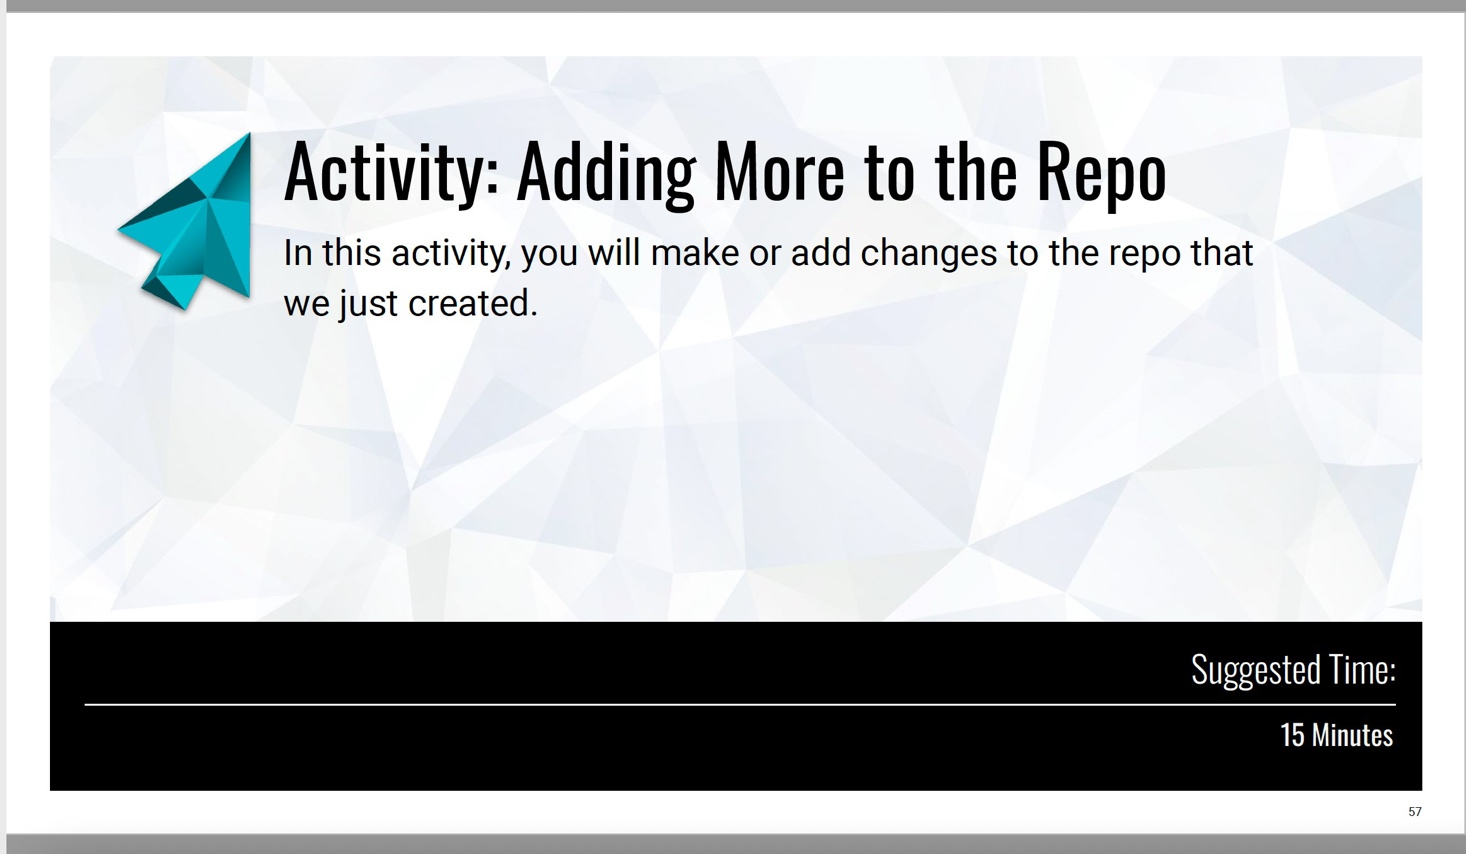 Activity: Adding More to the Repo
In this activity, you will make or add changes to the repo that
we just created.
Suggested Time:
15 Minutes
57